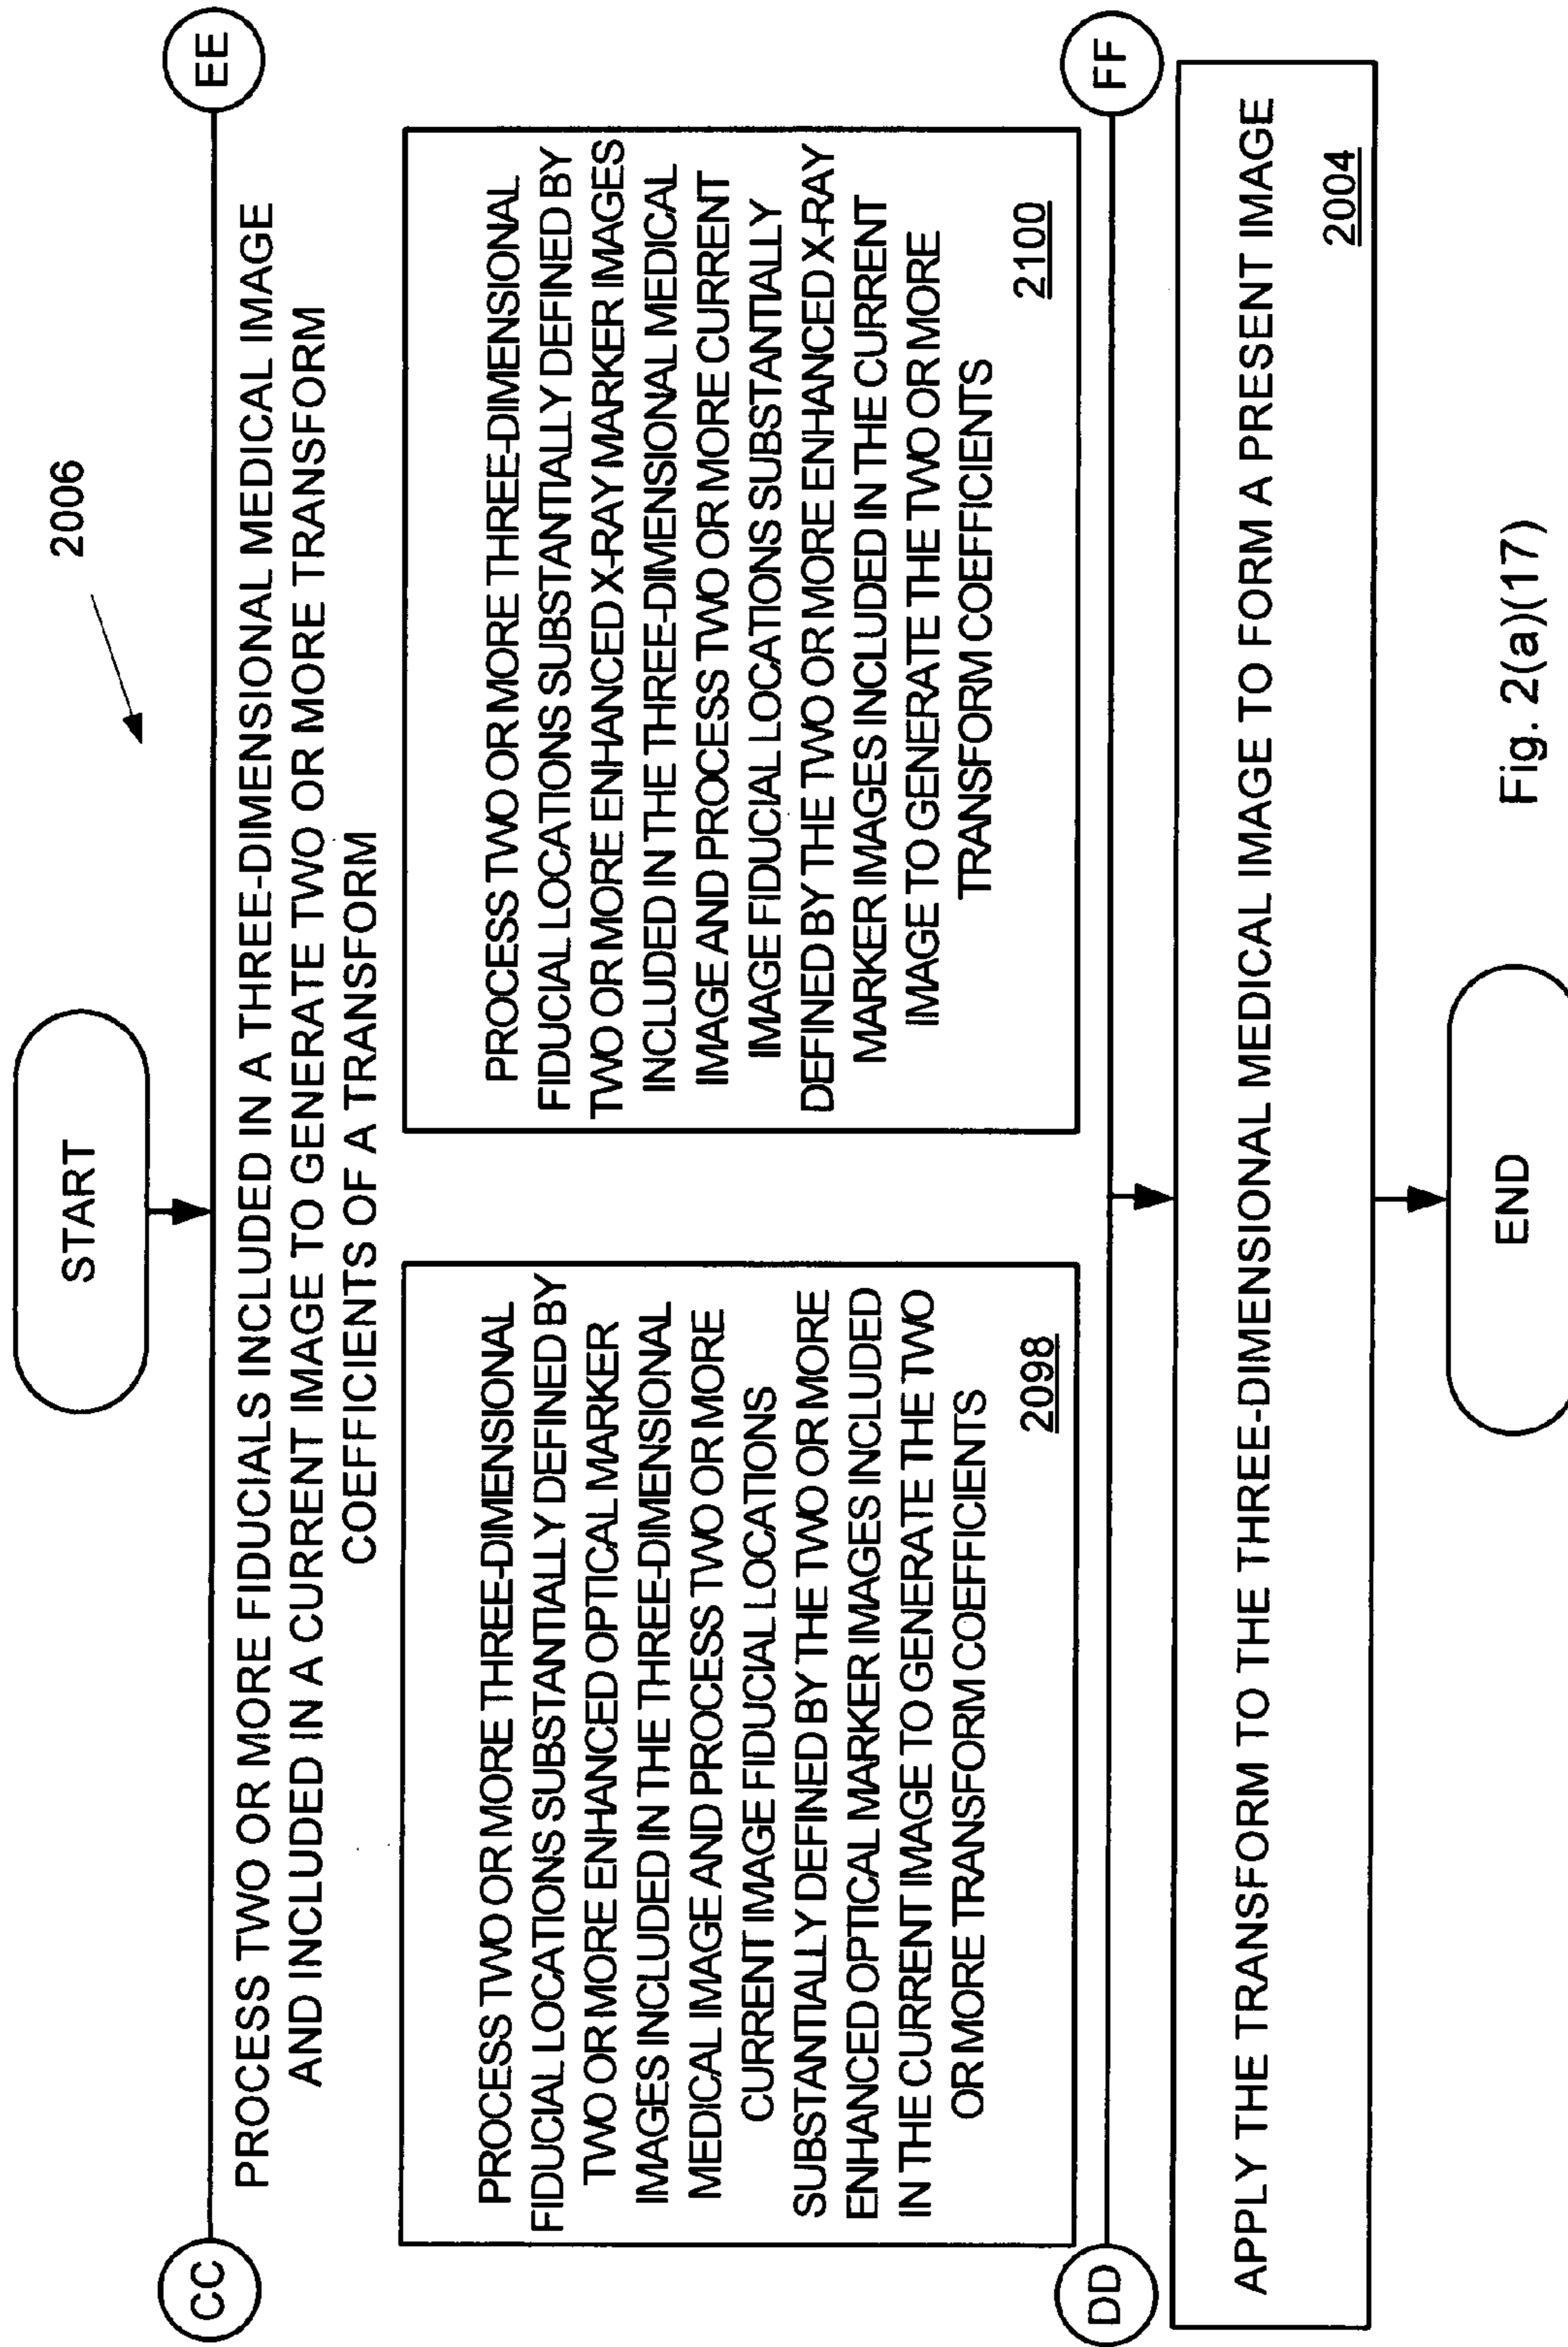 2006
START
CC
EE
PROCESS TWO OR MORE FIDUCIALS INCLUDED IN A THREE-DIMENSIONAL MEDICAL IMAGE
AND INCLUDED IN A CURRENT IMAGE TO GENERATE TWO OR MORE TRANSFORM
COEFFICIENTS OF A TRANSFORM
PROCESS TWO OR MORE THREE-DIMENSIONAL
FIDUCIAL LOCATIONS SUBSTANTIALLY DEFINED BY
TWO OR MORE ENHANCED OPTICAL MARKER
IMAGES INCLUDED IN THE THREE-DIMENSIONAL
MEDICAL IMAGE AND PROCESS TWO OR MORE
CURRENT IMAGE FIDUCIAL LOCATIONS
SUBSTANTIALLY DEFINED BY THE TWO OR MORE
ENHANCED OPTICAL MARKER IMAGES INCLUDED
IN THE CURRENT IMAGE TO GENERATE THE TWO
OR MORE TRANSFORM COEFFICIENTS
2098
PROCESS TWO OR MORE THREE-DIMENSIONAL
FIDUCIAL LOCATIONS SUBSTANTIALLY DEFINED BY
TWO OR MORE ENHANCED X-RAY MARKER IMAGES
INCLUDED IN THE THREE-DIMENSIONAL MEDICAL
IMAGE AND PROCESS TWO OR MORE CURRENT
IMAGE FIDUCIAL LOCATIONS SUBSTANTIALLY
DEFINED BY THE TWO OR MORE ENHANCED X-RAY
MARKER IMAGES INCLUDED IN THE CURRENT
IMAGE TO GENERATE THE TWO OR MORE
TRANSFORM COEFFICIENTS
2100
DD
FF
APPLY THE TRANSFORM TO THE THREE-DIMENSIONAL MEDICAL IMAGE TO FORM A PRESENT IMAGE
2004
END
Fig. 2(a)(17)